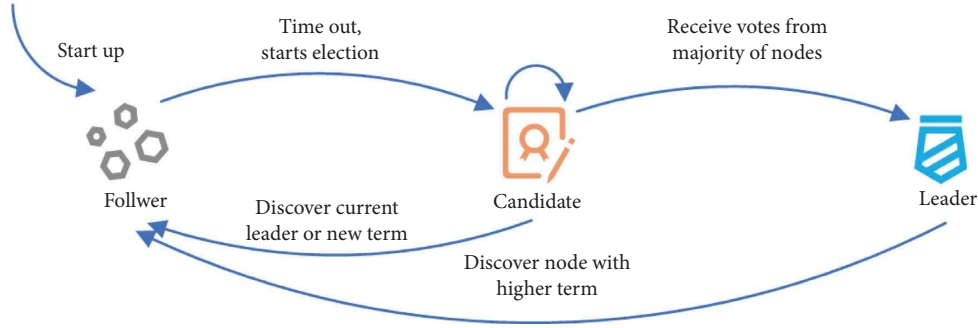 Start up
Time out,
starts election
Receive votes from
majority of nodes
Follwer
Candidate
Leader
Discover current
leader or new term
Discover node with
higher term